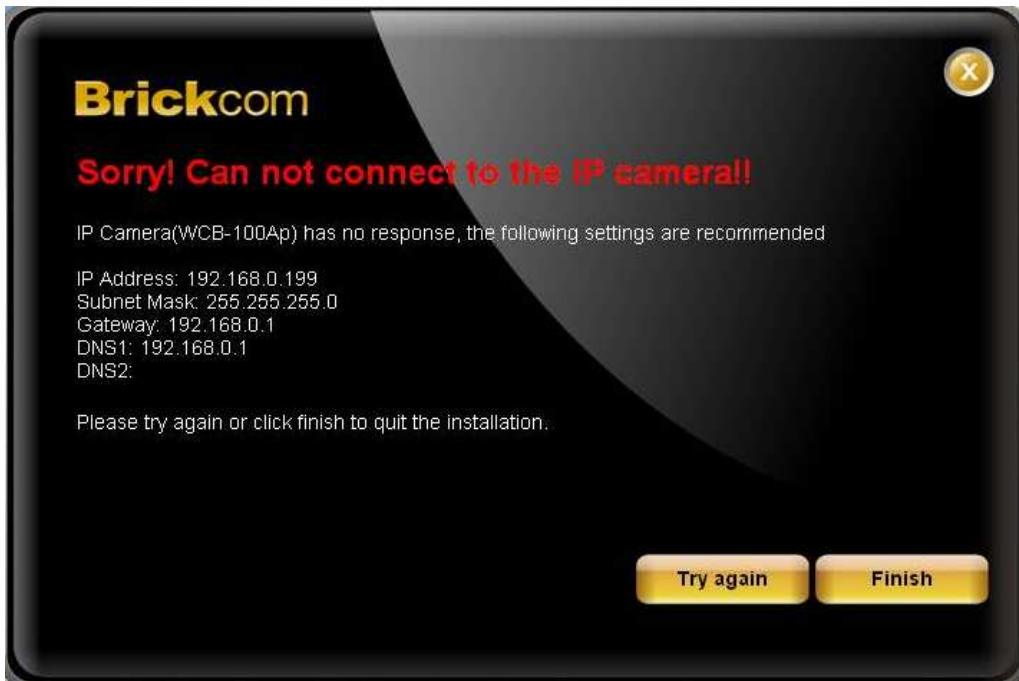 Brickcom
Sorry! Can not connect to the IP camera!!
IP Camera(WCB-100Ap) has no response, the following settings are recommended
IP Address: 192.168.0.199
Subnet Mask: 255.255.255.0
Gateway: 192.168.0.1
DNS1: 192.168.0.1
DNS2:
Please try again or click finish to quit the installation.
Try again
Finish